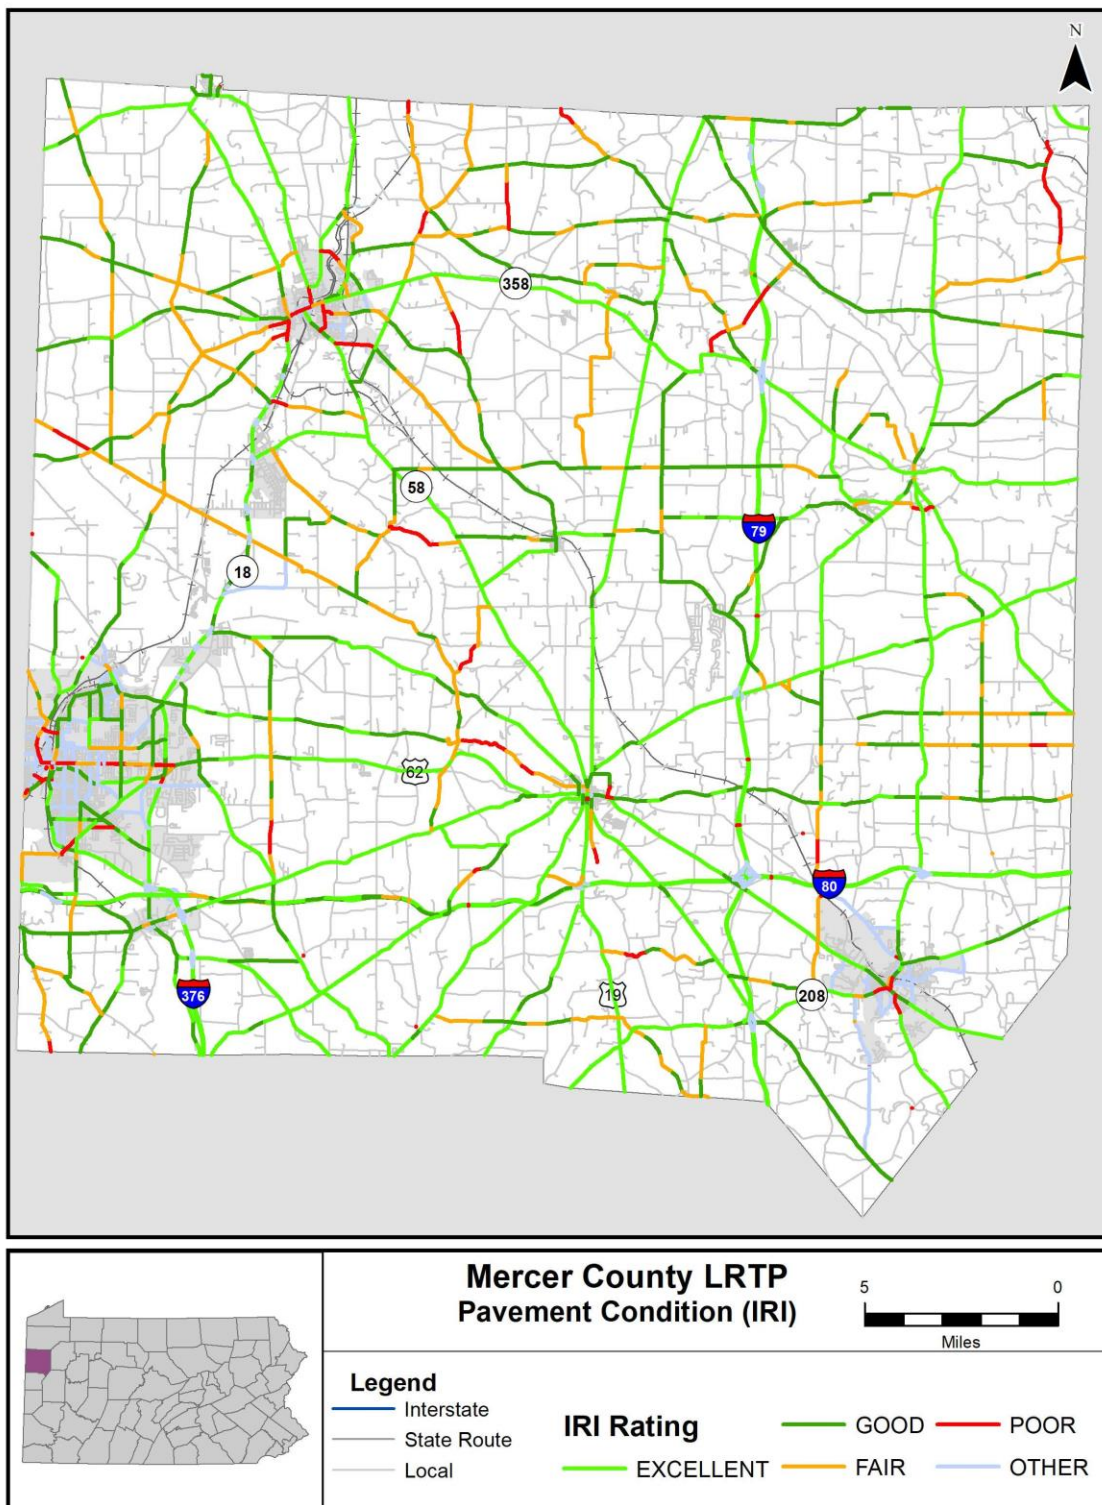 N
358
58
79
18
62
80
376
19
208
Mercer County LRTP
Pavement Condition (IRI)
5 0
Miles
Legend
Interstate
State Route
Local
IRI Rating
GOOD POOR
EXCELLENT FAIR OTHER